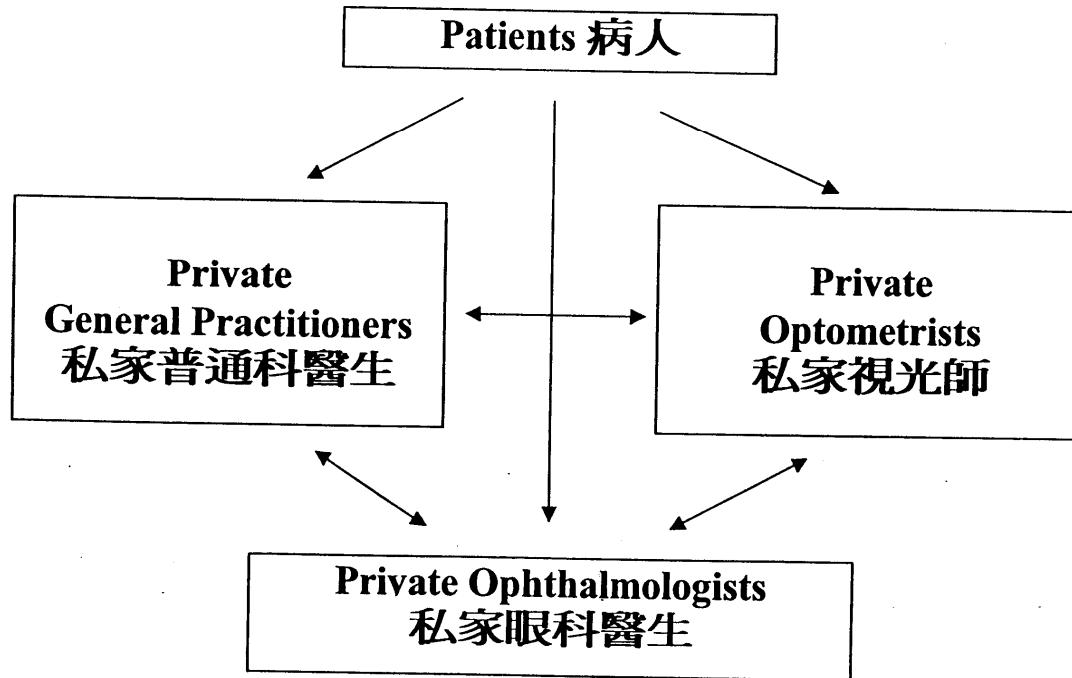 Patients 病人
Private
General Practitioners
私家普通科醫生
Private
Optometrists
私家視光師
Private Ophthalmologists
私家眼科醫生